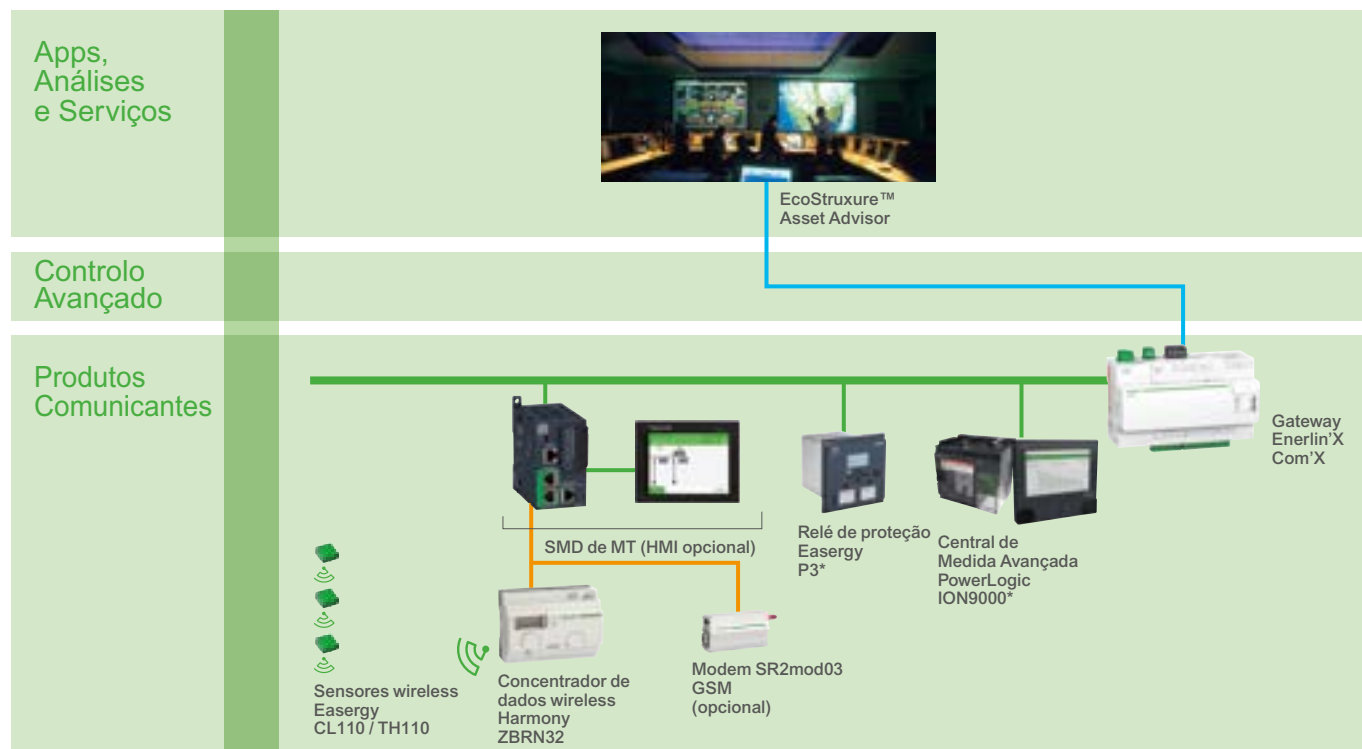 Apps,
Análises
e Serviços
EcoStruxure™
Asset Advisor
Controlo
Avançado
Produtos
Comunicantes
Gateway
Enerlin’X
Com’X
SMD de MT (HMI opcional)
Relé de proteção
Easergy
P3*
Central de
Medida Avançada
PowerLogic
ION9000*
Sensores wireless
Easergy
CL110 / TH110
Concentrador de
dados wireless
Harmony
ZBRN32
Modem SR2mod03
GSM
(opcional)